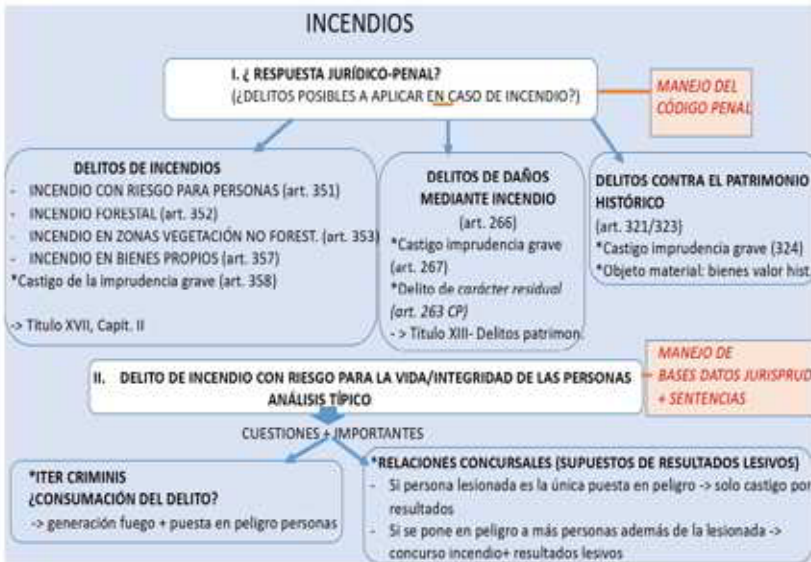 INCENDIOS
I. ¿ RESPUESTA JURÍDICO-PENAL?
(¿DELITOS POSIBLES A APLICAR EN CASO DE INCENDIO?)
MANEJO DEL
CÓDIGO PENAL
DELITOS DE INCENDIOS
- INCENDIO CON RIESGO PARA PERSONAS (art. 351)
- INCENDIO FORESTAL (art. 352)
- INCENDIO EN ZONAS VEGETACIÓN NO FOREST. (art. 353)
- INCENDIO EN BIENES PROPIOS (art. 357)
*Castigo de la imprudencia grave (art. 358)
-> Título XVII, Capít. II
DELITOS DE DAÑOS
MEDIANTE INCENDIO
(art. 266)
*Castigo imprudencia grave
(art. 267)
*Delito de carácter residual
(art. 263 CP)
- > Título XIII- Delitos patrimon.
DELITOS CONTRA EL PATRIMONIO
HISTÓRICO
(art. 321/323)
*Castigo imprudencia grave (324)
*Objeto material: bienes valor hist.
II. DELITO DE INCENDIO CON RIESGO PARA LA VIDA/INTEGRIDAD DE LAS PERSONAS
ANÁLISIS TÍPICO
MANEJO DE
BASES DATOS JURISPRUD
+ SENTENCIAS
CUESTIONES + IMPORTANTES
*ITER CRIMINIS
¿CONSUMACIÓN DEL DELITO?
-> generación fuego + puesta en peligro personas
*RELACIONES CONCURSALES (SUPUESTOS DE RESULTADOS LESIVOS)
- Si persona lesionada es la única puesta en peligro -> solo castigo por
resultados
- Si se pone en peligro a más personas además de la lesionada ->
concurso incendio+ resultados lesivos